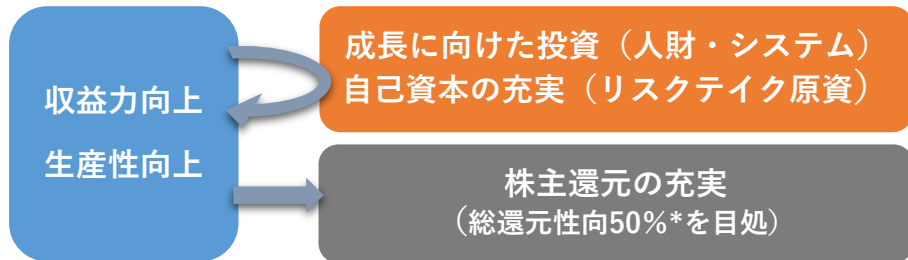 収益力向上
生産性向上
成長に向けた投資（人財・システム）
自己資本の充実（リスクテイク原資）
株主還元の充実
（総還元性向50%*を目処）